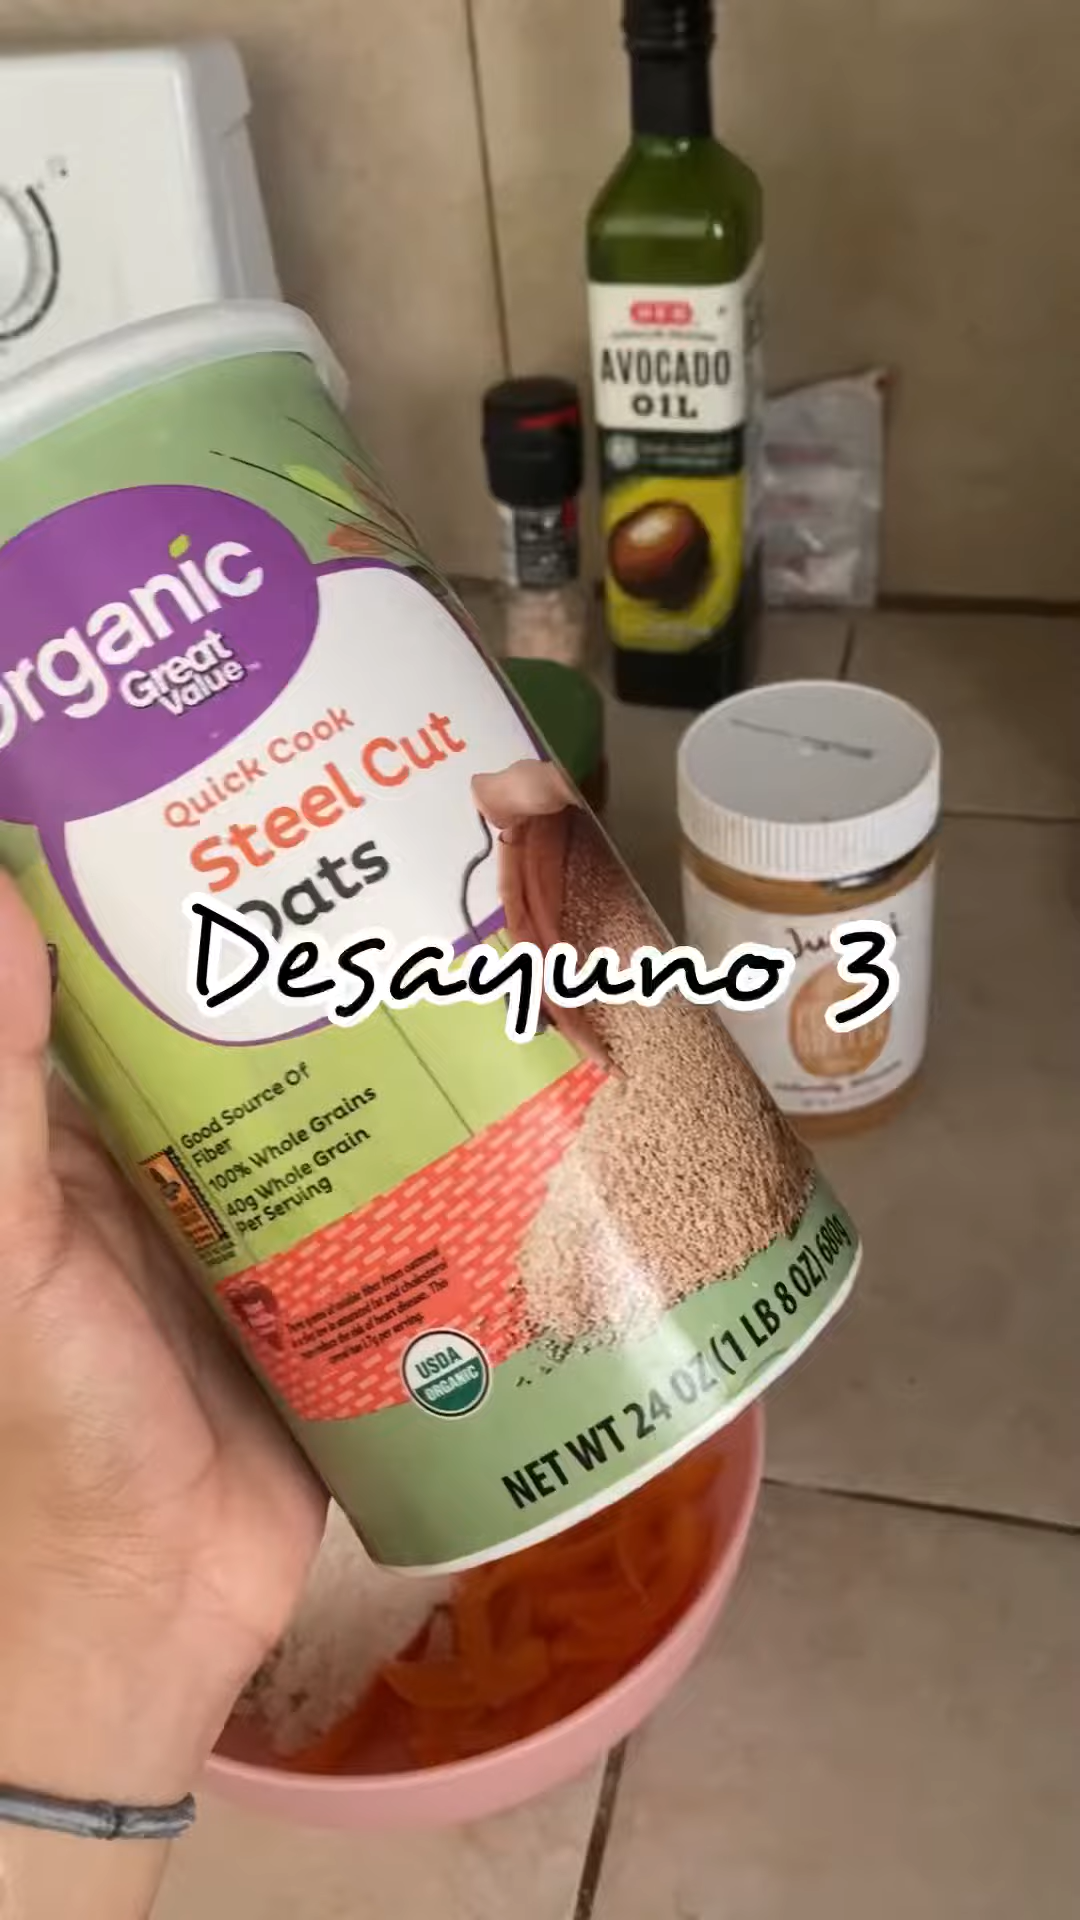 HEB
AVOCADO
OIL
Organic
Great
Value
Quick Cook
Steel Cut
Oats
Desayuno 3
Good Source Of
Fiber
100% Whole Grains
40g Whole Grain
Per Serving
USDA
ORGANIC
NET WT 24 OZ (1 LB 8 OZ) 680g